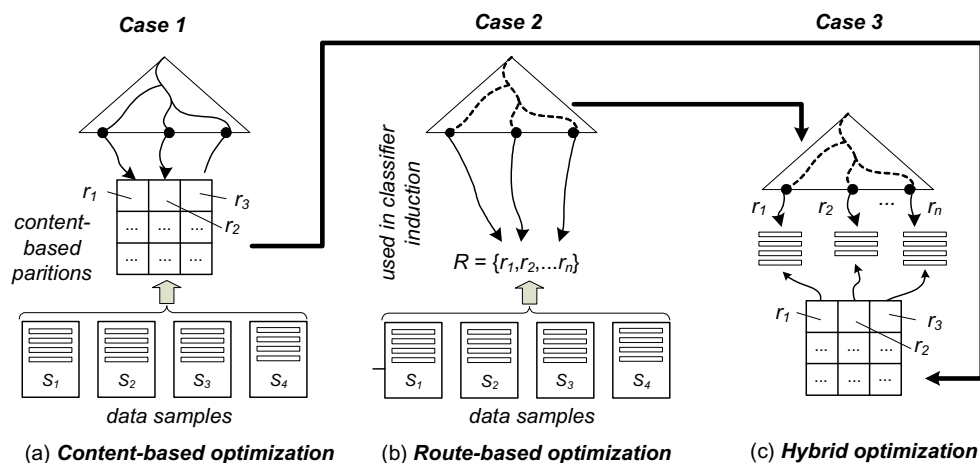 Case 1
Case 2
Case 3
r1
r3
r2
content-
based
paritions
... ... ...
... ... ...
S1
S2
S3
S4
data samples
(a) Content-based optimization
used in classifier
induction
R = {r1,r2,...rn}
S1
S2
S3
S4
data samples
(b) Route-based optimization
r1
r2
...
rn
r1
r3
r2
... ... ...
... ... ...
(c) Hybrid optimization